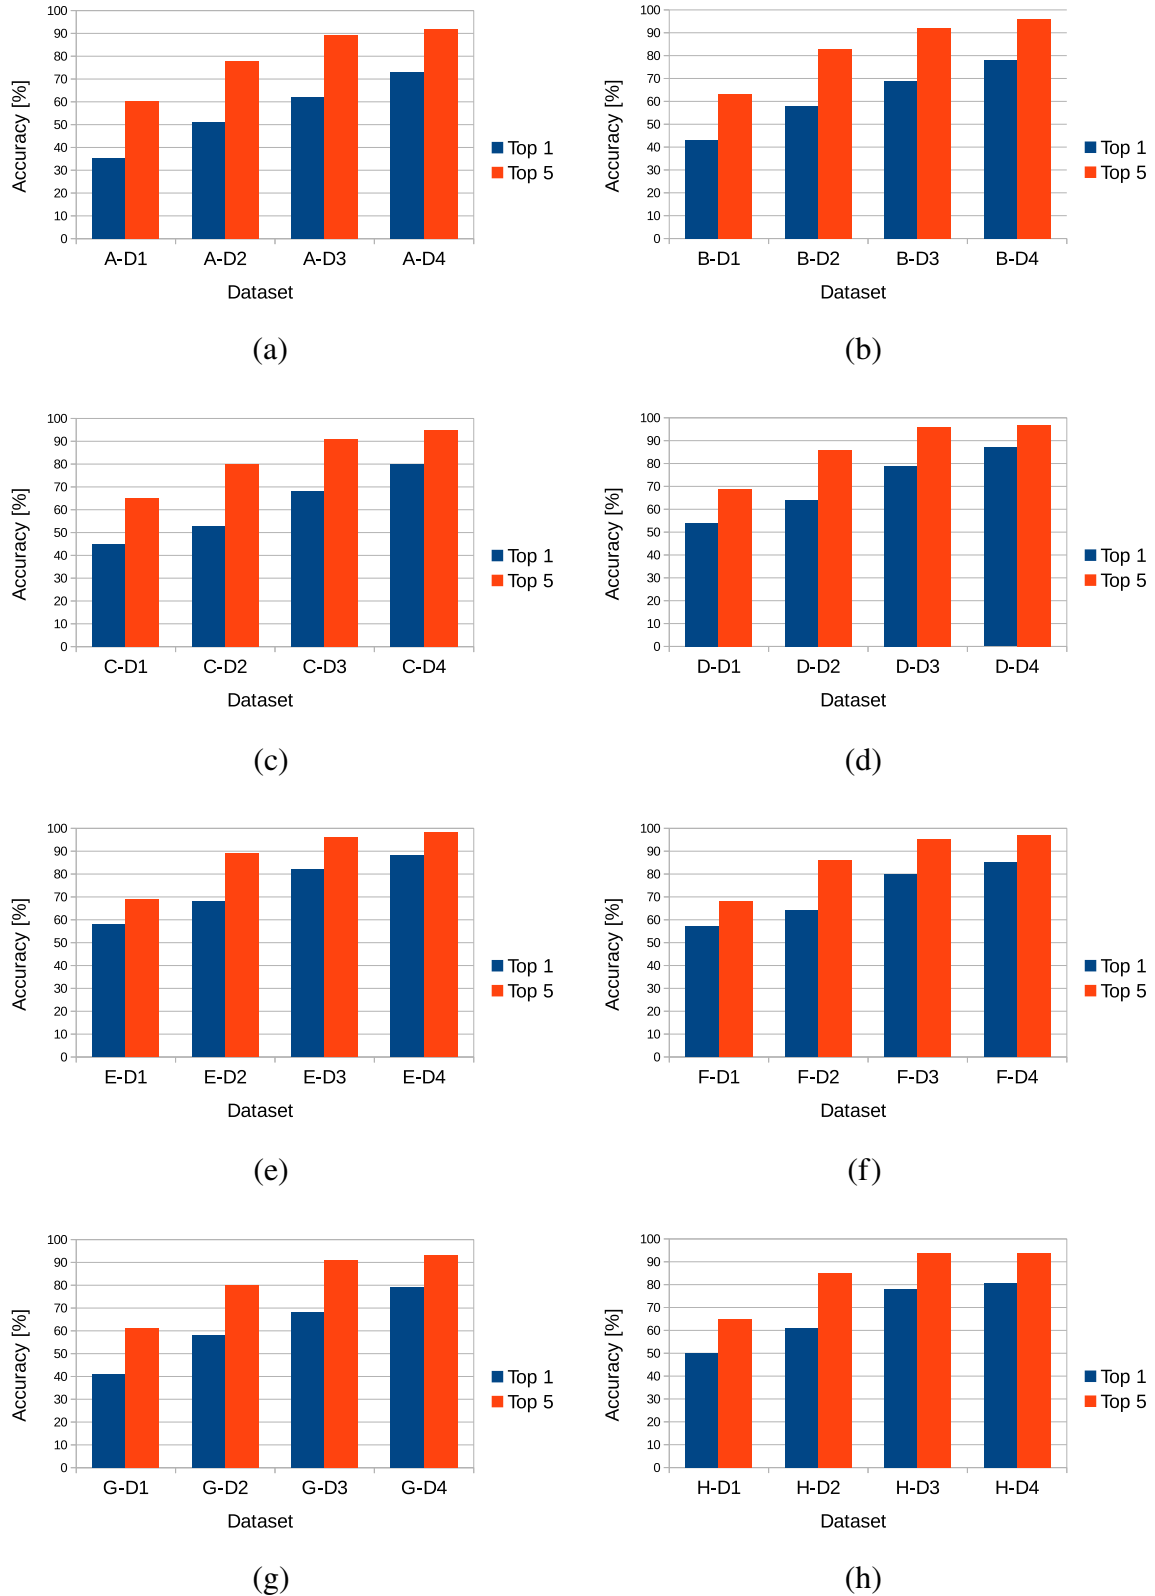 100
90
80
70
60
50
40
30
20
10
0
Accuracy [%]
A-D1 A-D2 A-D3 A-D4
Dataset
Top 1
Top 5
(a)
100
90
80
70
60
50
40
30
20
10
0
Accuracy [%]
B-D1 B-D2 B-D3 B-D4
Dataset
Top 1
Top 5
(b)
100
90
80
70
60
50
40
30
20
10
0
Accuracy [%]
C-D1 C-D2 C-D3 C-D4
Dataset
Top 1
Top 5
(c)
100
90
80
70
60
50
40
30
20
10
0
Accuracy [%]
D-D1 D-D2 D-D3 D-D4
Dataset
Top 1
Top 5
(d)
100
90
80
70
60
50
40
30
20
10
0
Accuracy [%]
E-D1 E-D2 E-D3 E-D4
Dataset
Top 1
Top 5
(e)
100
90
80
70
60
50
40
30
20
10
0
Accuracy [%]
F-D1 F-D2 F-D3 F-D4
Dataset
Top 1
Top 5
(f)
100
90
80
70
60
50
40
30
20
10
0
Accuracy [%]
G-D1 G-D2 G-D3 G-D4
Dataset
Top 1
Top 5
(g)
100
90
80
70
60
50
40
30
20
10
0
Accuracy [%]
H-D1 H-D2 H-D3 H-D4
Dataset
Top 1
Top 5
(h)